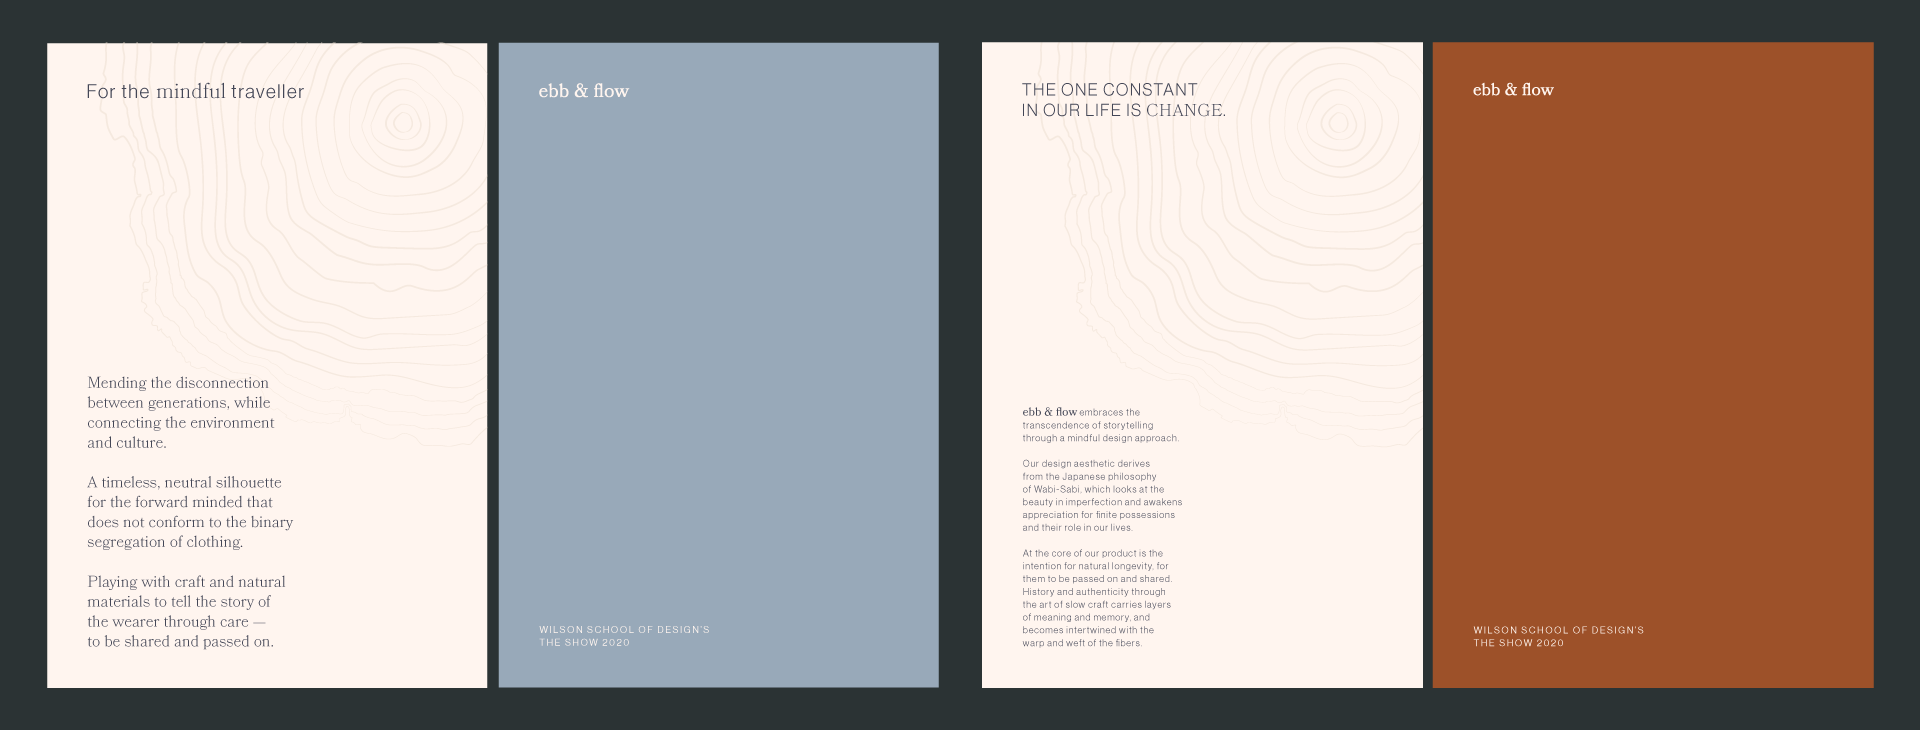 For the mindful traveller
Mending the disconnection
between generations, while
connecting the environment
and culture.
A timeless, neutral silhouette
for the forward minded that
does not conform to the binary
segregation of clothing.
Playing with craft and natural
materials to tell the story of
the wearer through care —
to be shared and passed on.
ebb & flow
WILSON SCHOOL OF DESIGN'S
THE SHOW 2020
THE ONE CONSTANT
IN OUR LIFE IS CHANGE.
ebb & flow embraces the
transcendence of storytelling
through a mindful design approach.
Our design aesthetic derives
from the Japanese philosophy
of Wabi-Sabi, which looks at the
beauty in imperfection and awakens
appreciation for finite possessions
and their role in our lives.
At the core of our product is the
intention for natural longevity, for
them to be passed on and shared.
History and authenticity through
the art of slow craft carries layers
of meaning and memory, and
becomes intertwined with the
warp and weft of the fibers.
ebb & flow
WILSON SCHOOL OF DESIGN'S
THE SHOW 2020